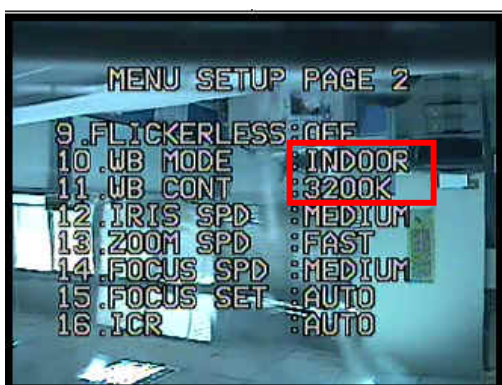 MENU SETUP PAGE 2
9.FLICKERLESS:OFF
10.WB MODE :INDOOR
11.WB CONT :3200K
12.IRIS SPD :MEDIUM
13.ZOOM SPD :FAST
14.FOCUS SPD :MEDIUM
15.FOCUS SET :AUTO
16.ICR :AUTO